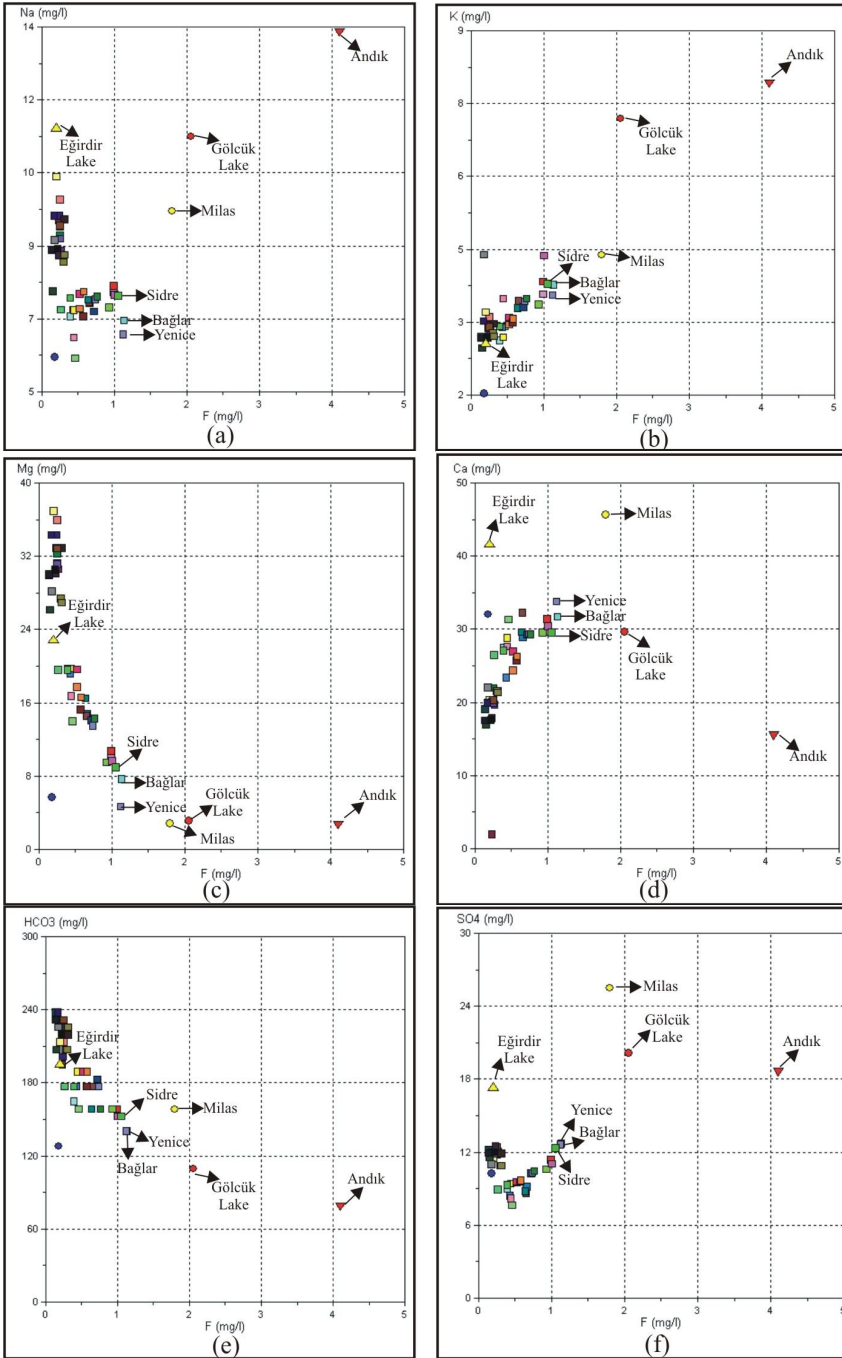 Na (mg/l)
14
12
10
9
7
5
0
1
2
3
4
5
F (mg/l)
Andık
Eğirdir
Lake
Gölcük
Lake
Milas
Sidre
Bağlar
Yenice
(a)
K (mg/l)
9
8
6
5
3
2
0
1
2
3
4
5
F (mg/l)
Andık
Gölcük
Lake
Sidre
Milas
Bağlar
Yenice
Eğirdir
Lake
(b)
Mg (mg/l)
40
32
24
16
8
0
0
1
2
3
4
5
F (mg/l)
Eğirdir
Lake
Sidre
Bağlar
Gölcük
Lake
Andık
Yenice
Milas
(c)
Ca (mg/l)
50
40
30
20
10
0
0
1
2
3
4
5
F (mg/l)
Eğirdir
Lake
Milas
Yenice
Bağlar
Sidre
Gölcük
Lake
Andık
(d)
HCO3 (mg/l)
300
240
180
120
60
0
0
1
2
3
4
5
F (mg/l)
Eğirdir
Lake
Sidre
Milas
Yenice
Bağlar
Gölcük
Lake
Andık
(e)
SO4 (mg/l)
30
24
18
12
6
0
0
1
2
3
4
5
F (mg/l)
Milas
Gölcük
Lake
Eğirdir
Lake
Andık
Yenice
Bağlar
Sidre
(f)